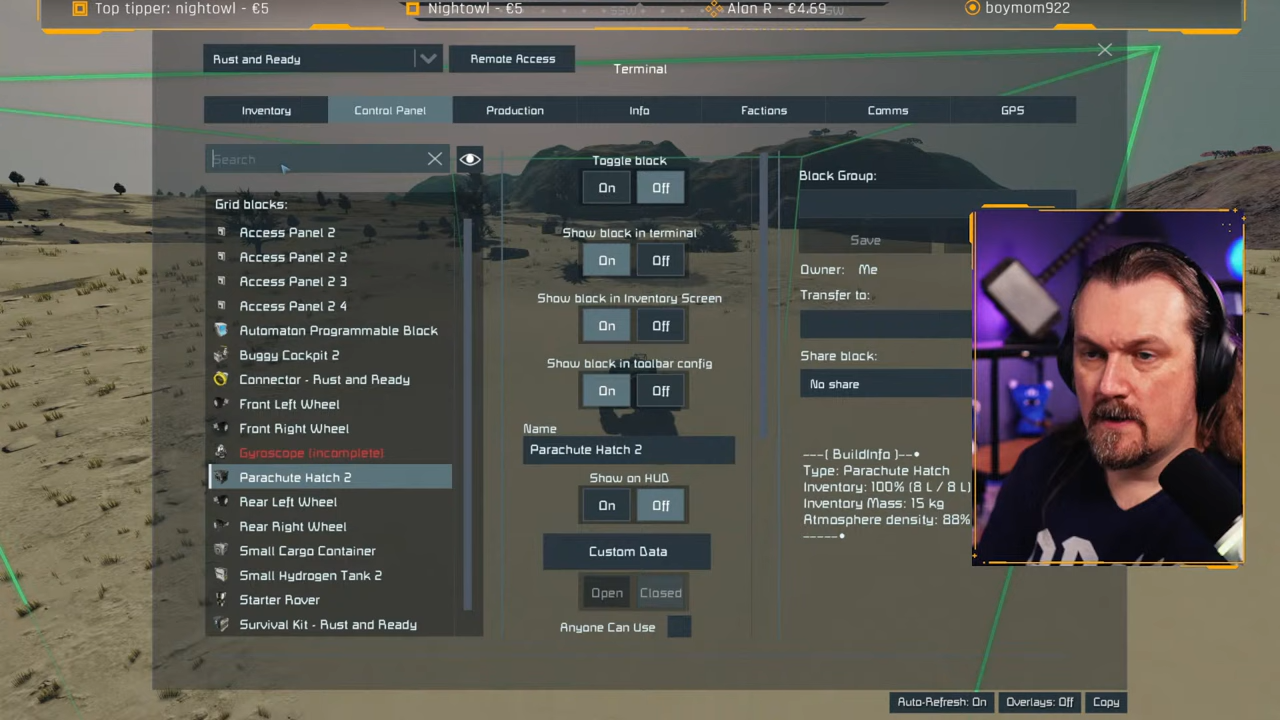 Top tipper: nightowl - €5
Nightowl - €5
Alan R - €4.69
boymom922
Rust and Ready
Remote Access
Terminal
Inventory
Control Panel
Production
Info
Factions
Comms
GPS
Search
Grid blocks:
Access Panel 2
Access Panel 2 2
Access Panel 2 3
Access Panel 2 4
Automaton Programmable Block
Buggy Cockpit 2
Connector - Rust and Ready
Front Left Wheel
Front Right Wheel
Gyroscope (Incomplete)
Parachute Hatch 2
Rear Left Wheel
Rear Right Wheel
Small Cargo Container
Small Hydrogen Tank 2
Starter Rover
Survival Kit - Rust and Ready
Toggle block
On Off
Show block in terminal
On Off
Show block in Inventory Screen
On Off
Show block in toolbar config
On Off
Name
Parachute Hatch 2
Show on HUD
On Off
Custom Data
Open Closed
Anyone Can Use
Block Group:
Save
Owner: Me
Transfer to:
Share block:
No share
---( BuildInfo )--•
Type: Parachute Hatch
Inventory: 100% (8 L / 8 L)
Inventory Mass: 15 kg
Atmosphere density: 88%
-----•
Auto-Refresh: On
Overlays: Off
Copy